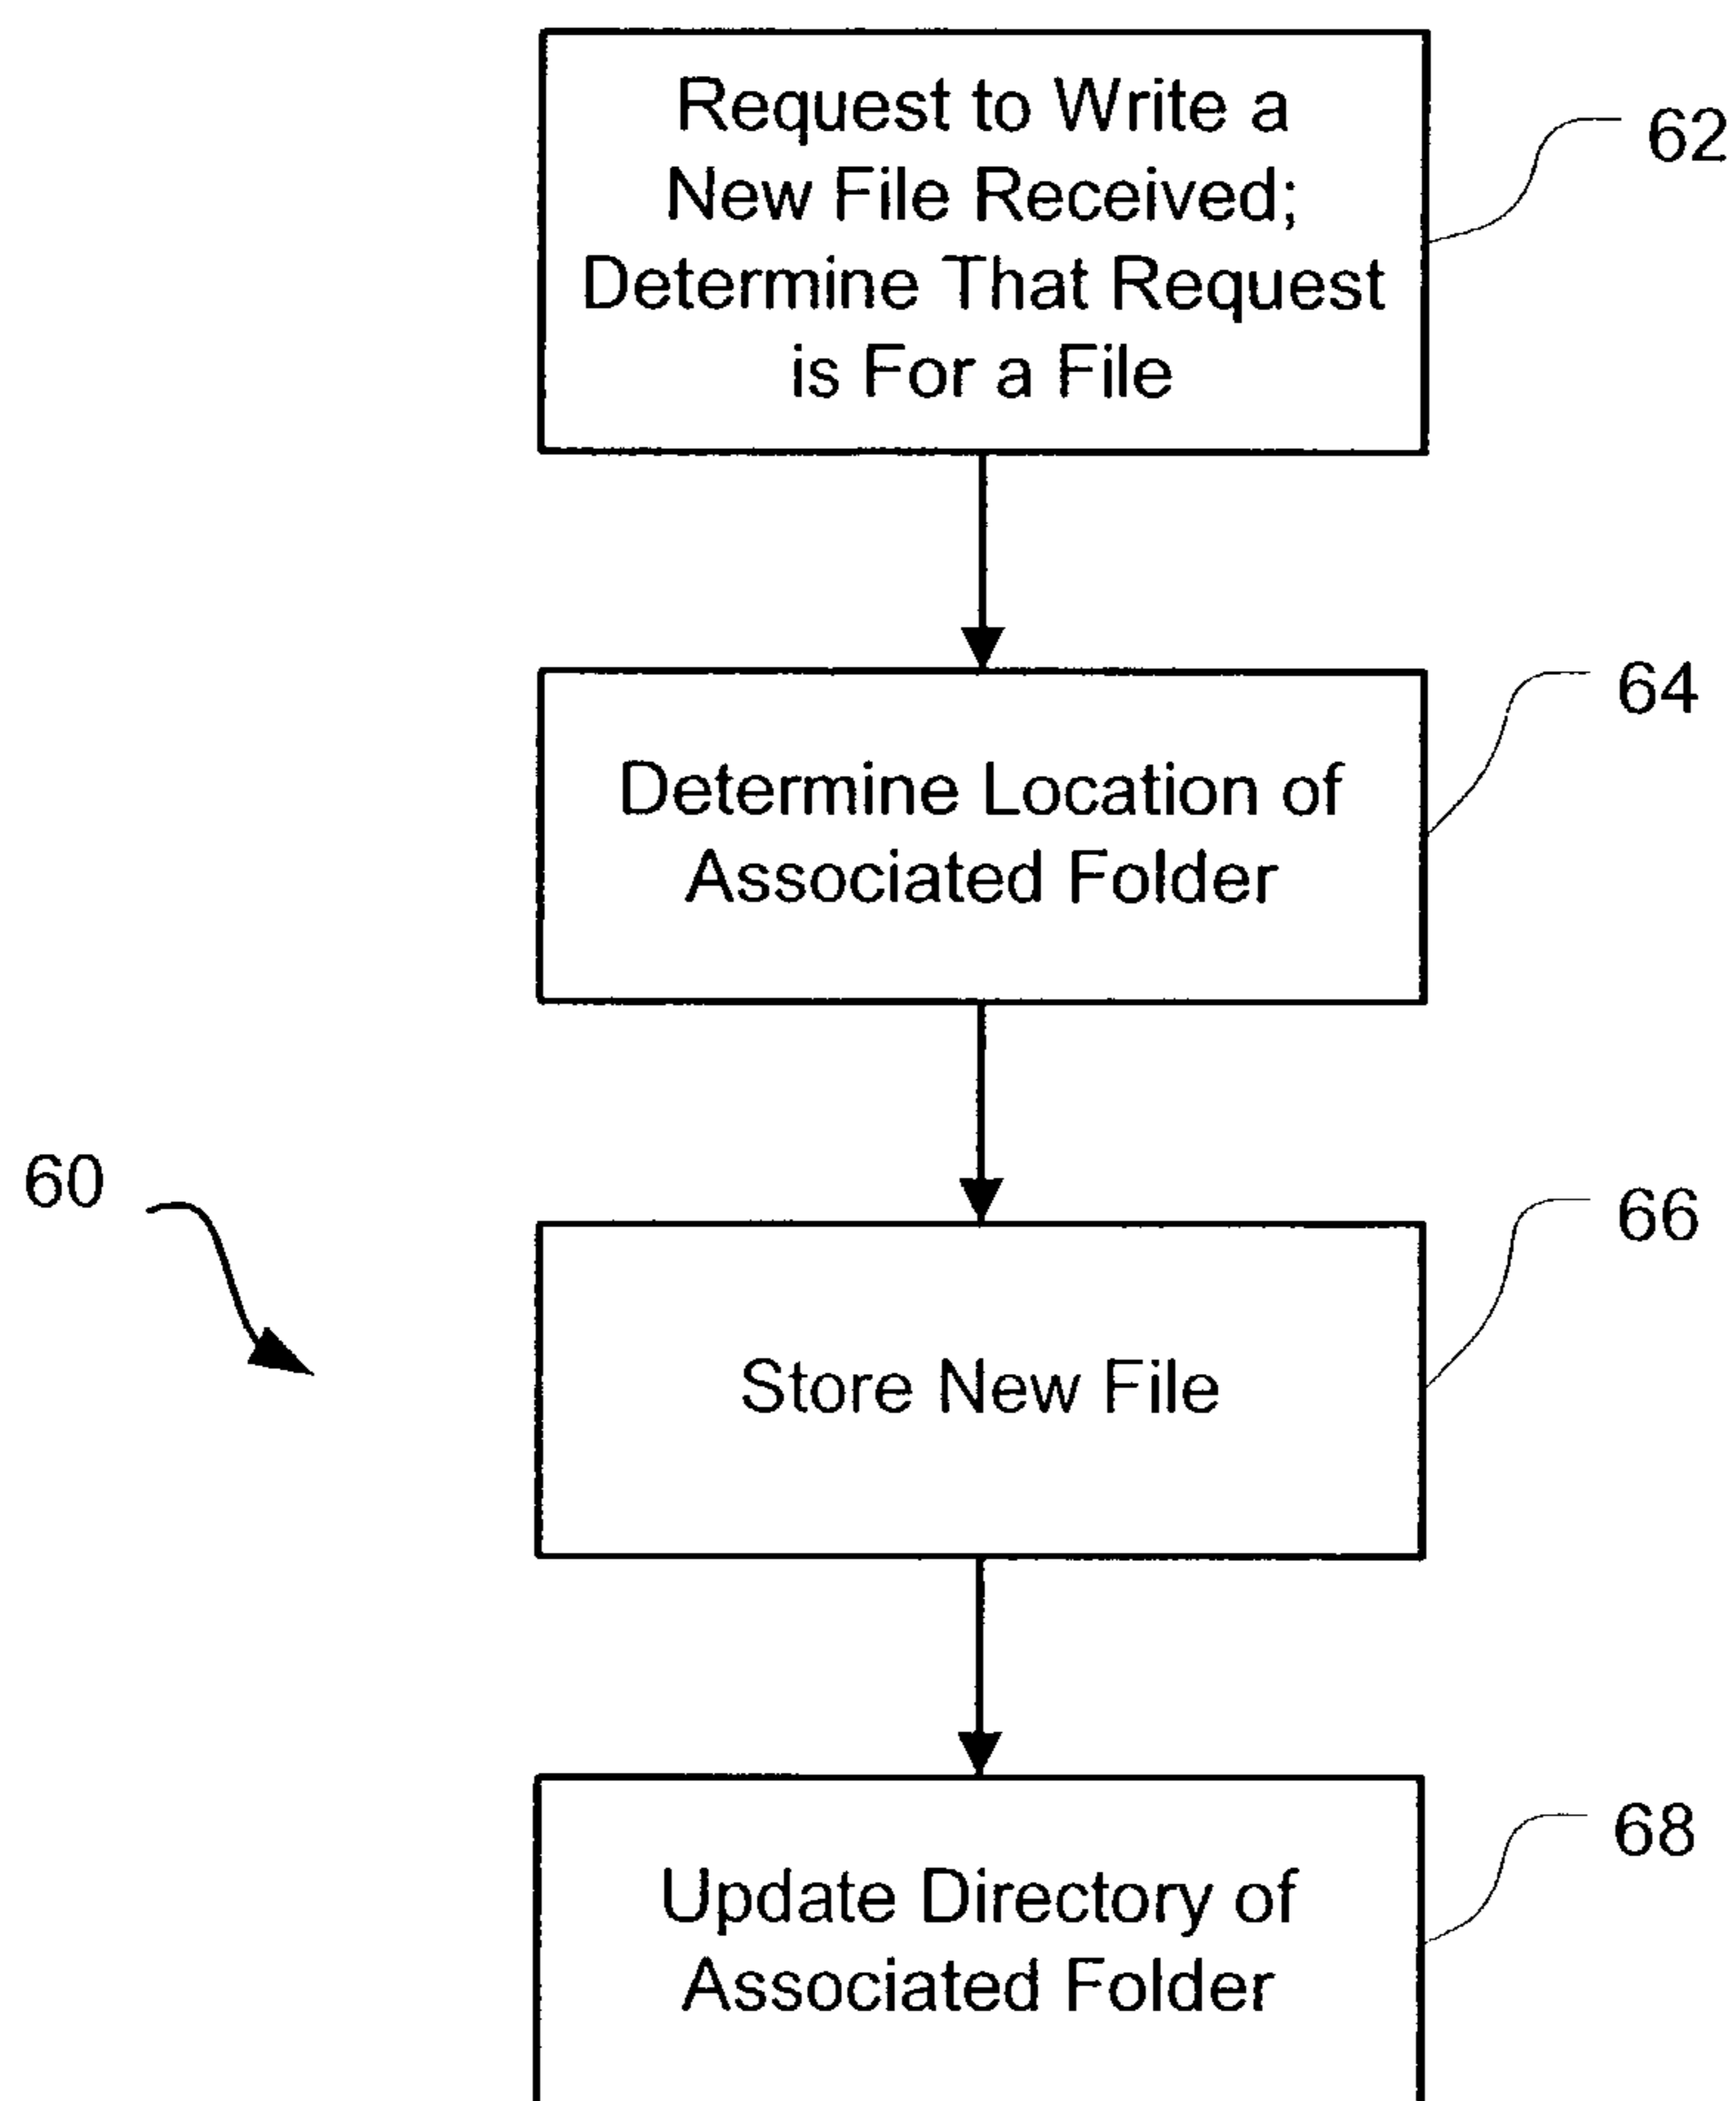 Request to Write a
New File Received;
Determine That Request
is For a File
62
Determine Location of
Associated Folder
64
60
Store New File
66
Update Directory of
Associated Folder
68